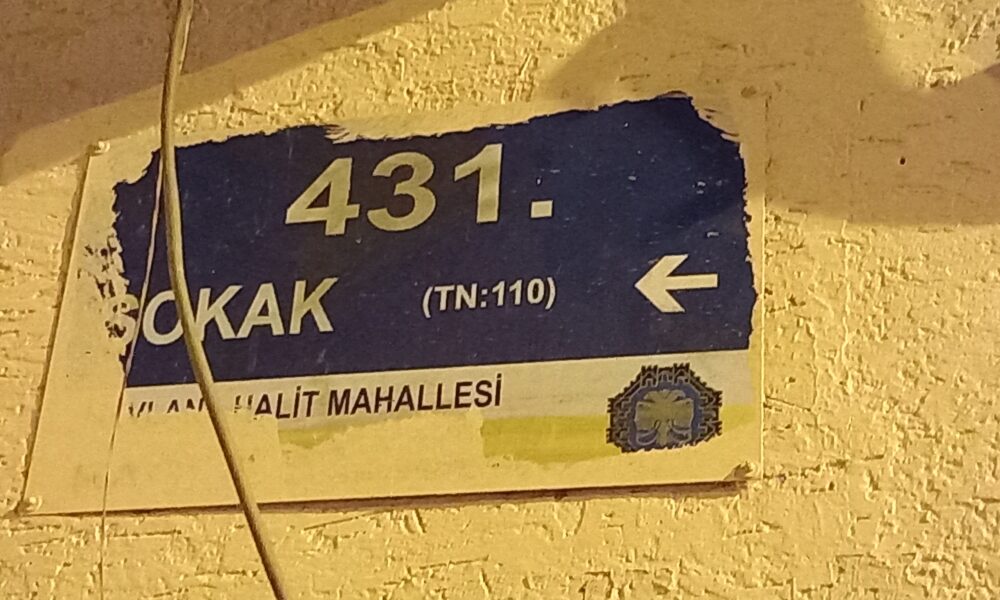 431.
SOKAK (TN:110)
HALİT MAHALLESİ